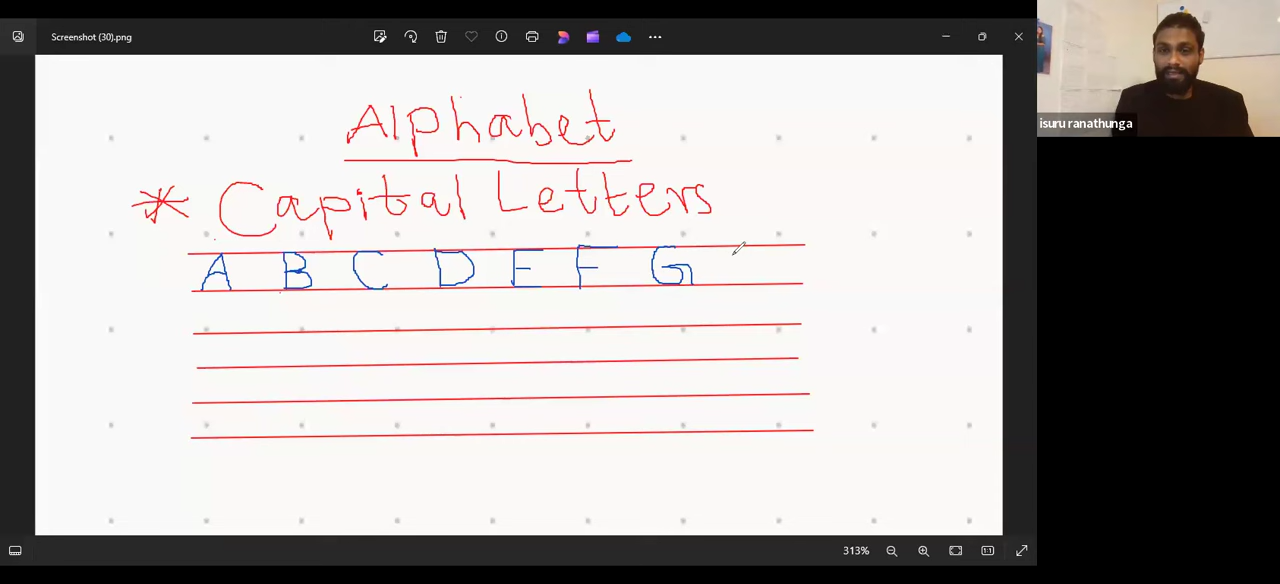 Screenshot (30).png
isuru ranathunga
Alphabet
* Capital Letters
A B C D E F G
313%